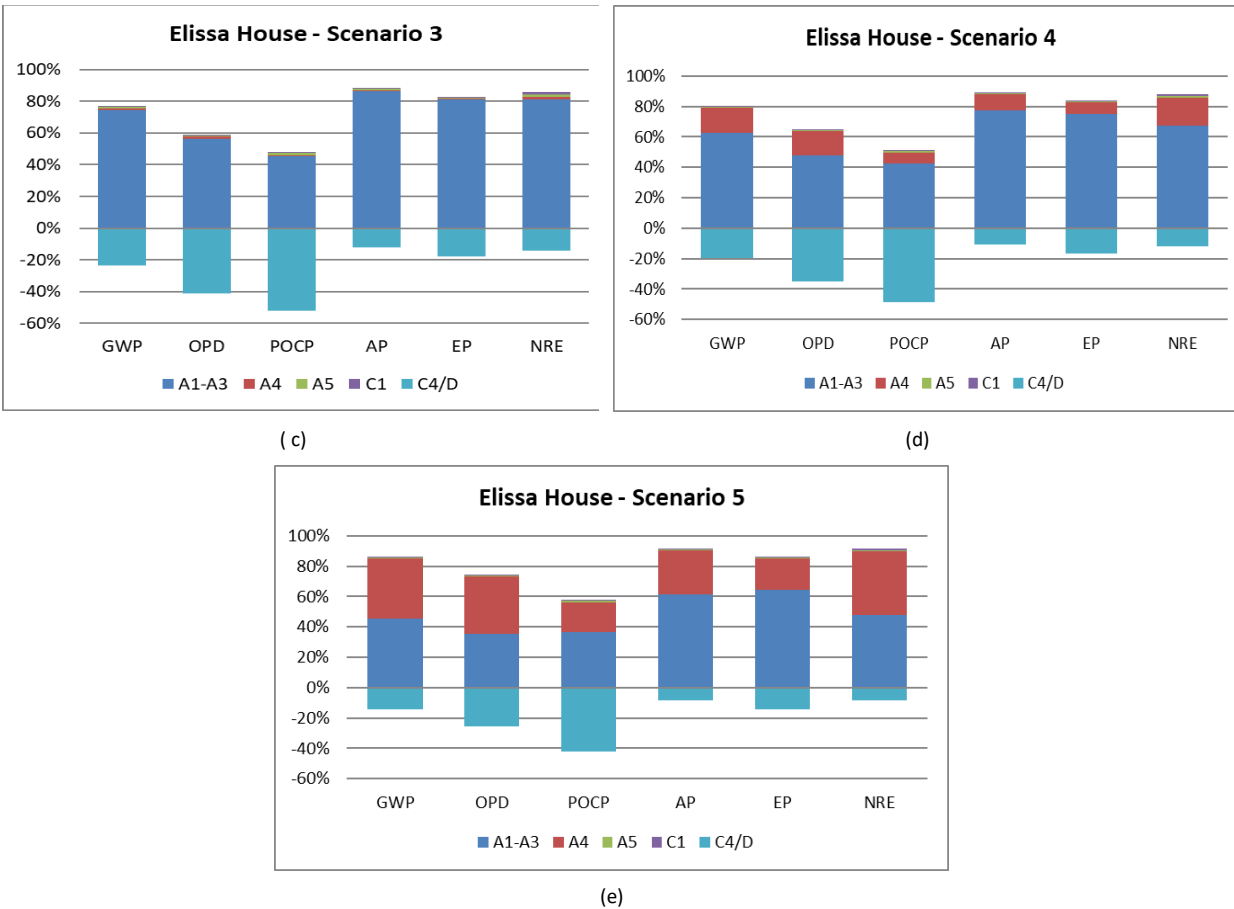 Elissa House - Scenario 3
100%
80%
60%
40%
20%
0%
-20%
-40%
-60%
GWP OPD POCP AP EP NRE
A1-A3 A4 A5 C1 C4/D
( c)
Elissa House - Scenario 4
100%
80%
60%
40%
20%
0%
-20%
-40%
-60%
GWP OPD POCP AP EP NRE
A1-A3 A4 A5 C1 C4/D
(d)
Elissa House - Scenario 5
100%
80%
60%
40%
20%
0%
-20%
-40%
-60%
GWP OPD POCP AP EP NRE
A1-A3 A4 A5 C1 C4/D
(e)